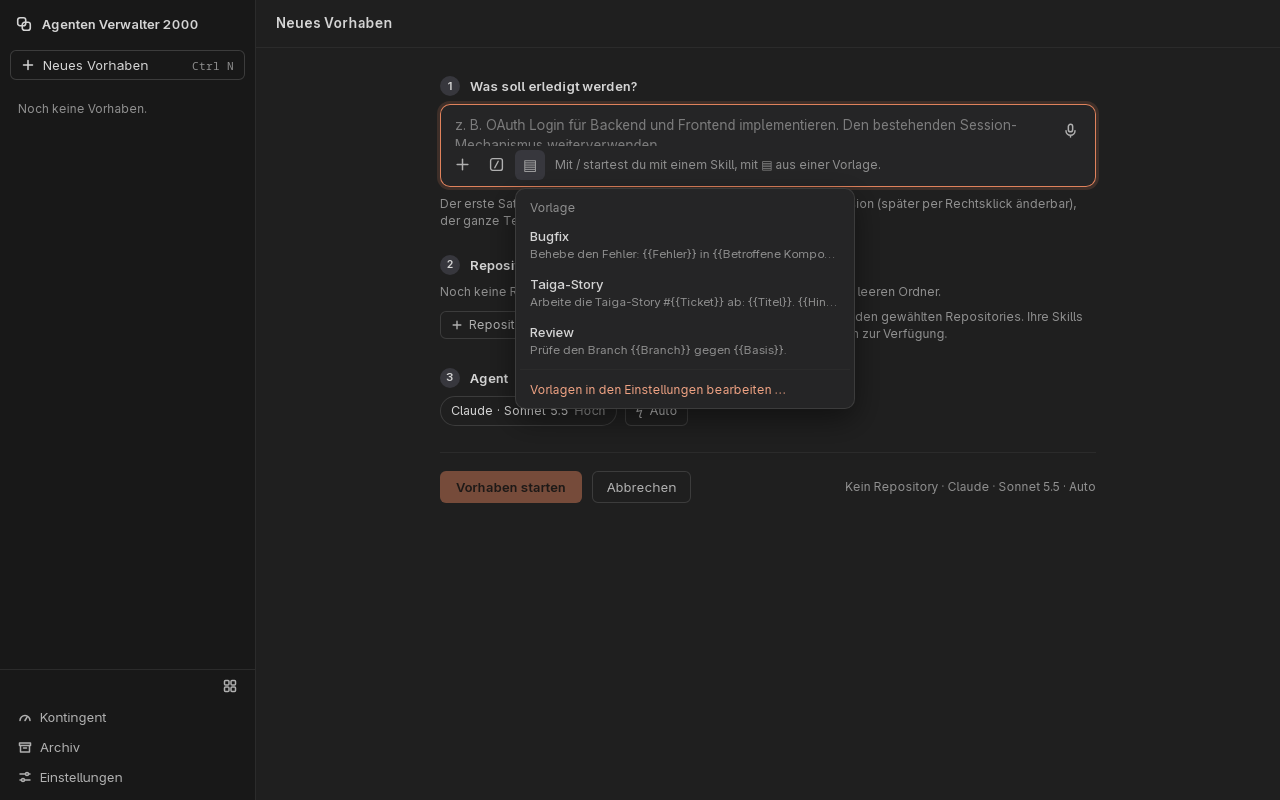 Agenten Verwalter 2000
Neues Vorhaben Ctrl N
Noch keine Vorhaben.
Kontingent
Archiv
Einstellungen
Neues Vorhaben
1 Was soll erledigt werden?
z. B. OAuth Login für Backend und Frontend implementieren. Den bestehenden Session-
Mechanismus weiterverwenden
Mit / startest du mit einem Skill, mit ▤ aus einer Vorlage.
Der erste (später per Rechtsklick änderbar),
der ganze
Vorlage
Bugfix
Behebe den Fehler: {{Fehler}} in {{Betroffene Kompo…
Taiga-Story
Arbeite die Taiga-Story #{{Ticket}} ab: {{Titel}}. {{Hin…
Review
Prüfe den Branch {{Branch}} gegen {{Basis}}.
Vorlagen in den Einstellungen bearbeiten …
2
Noch keine leeren Ordner.
den gewählten Repositories. Ihre Skills
zur Verfügung.
3 Agent
Claude · Sonnet 5.5 Hoch Auto
Vorhaben starten Abbrechen Kein Repository · Claude · Sonnet 5.5 · Auto